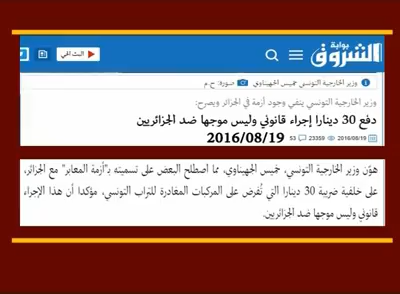 بوابة
الشروق
البث الحي
وزير الخارجية التونسي خميس الجهيناوي صورة: ح.م
وزير الخارجية التونسي ينفي وجود أزمة في الجزائر ويصرح:
دفع 30 دينارا إجراء قانوني وليس موجها ضد الجزائريين
2016/08/19 23359 53
2016/08/19
هوّن وزير الخارجية التونسي، خميس الجهيناوي، مما اصطلح البعض على تسميته بـ"أزمة المعابر" مع الجزائر،
على خلفية ضريبة 30 دينارا التي تُفرض على المركبات المغادرة للتراب التونسي، مؤكدا أن هذا الإجراء
قانوني وليس موجها ضد الجزائريين.